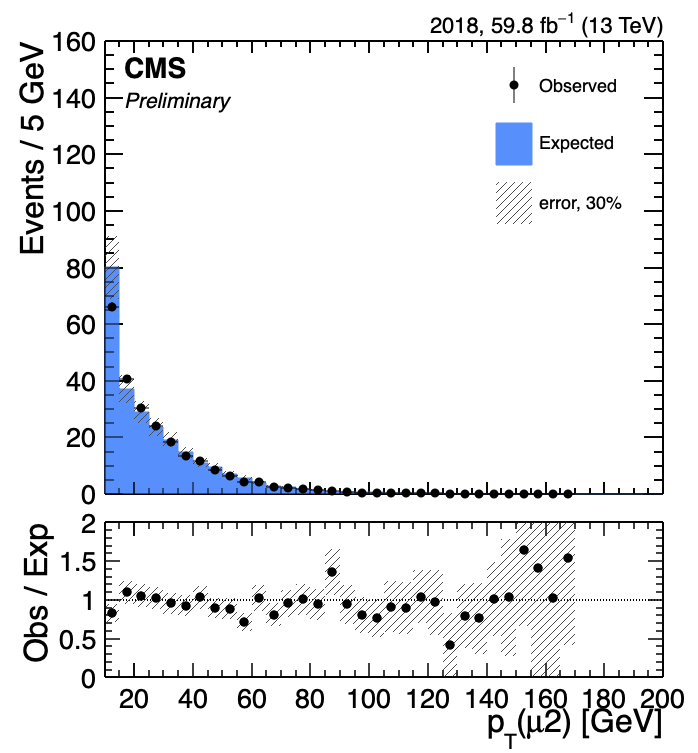 2018, 59.8 fb⁻¹ (13 TeV)
CMS
Preliminary
Observed
Expected
error, 30%
Events / 5 GeV
160
140
120
100
80
60
40
20
0
Obs / Exp
2
1.5
1
0.5
0
20 40 60 80 100 120 140 160 180 200
p_T(μ2) [GeV]